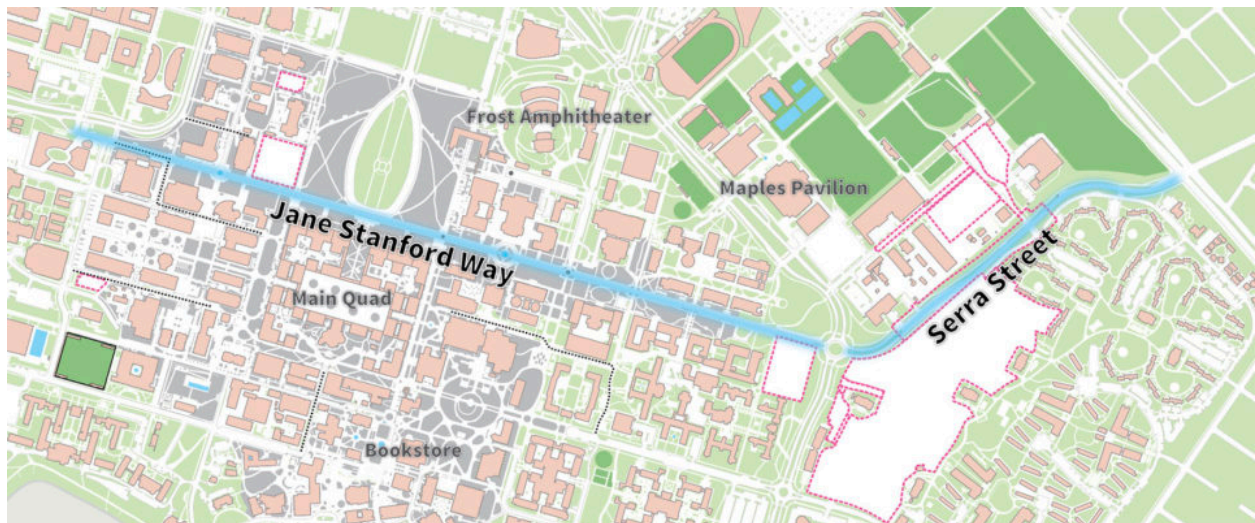 Frost Amphitheater
Maples Pavilion
Jane Stanford Way
Serra Street
Main Quad
Bookstore